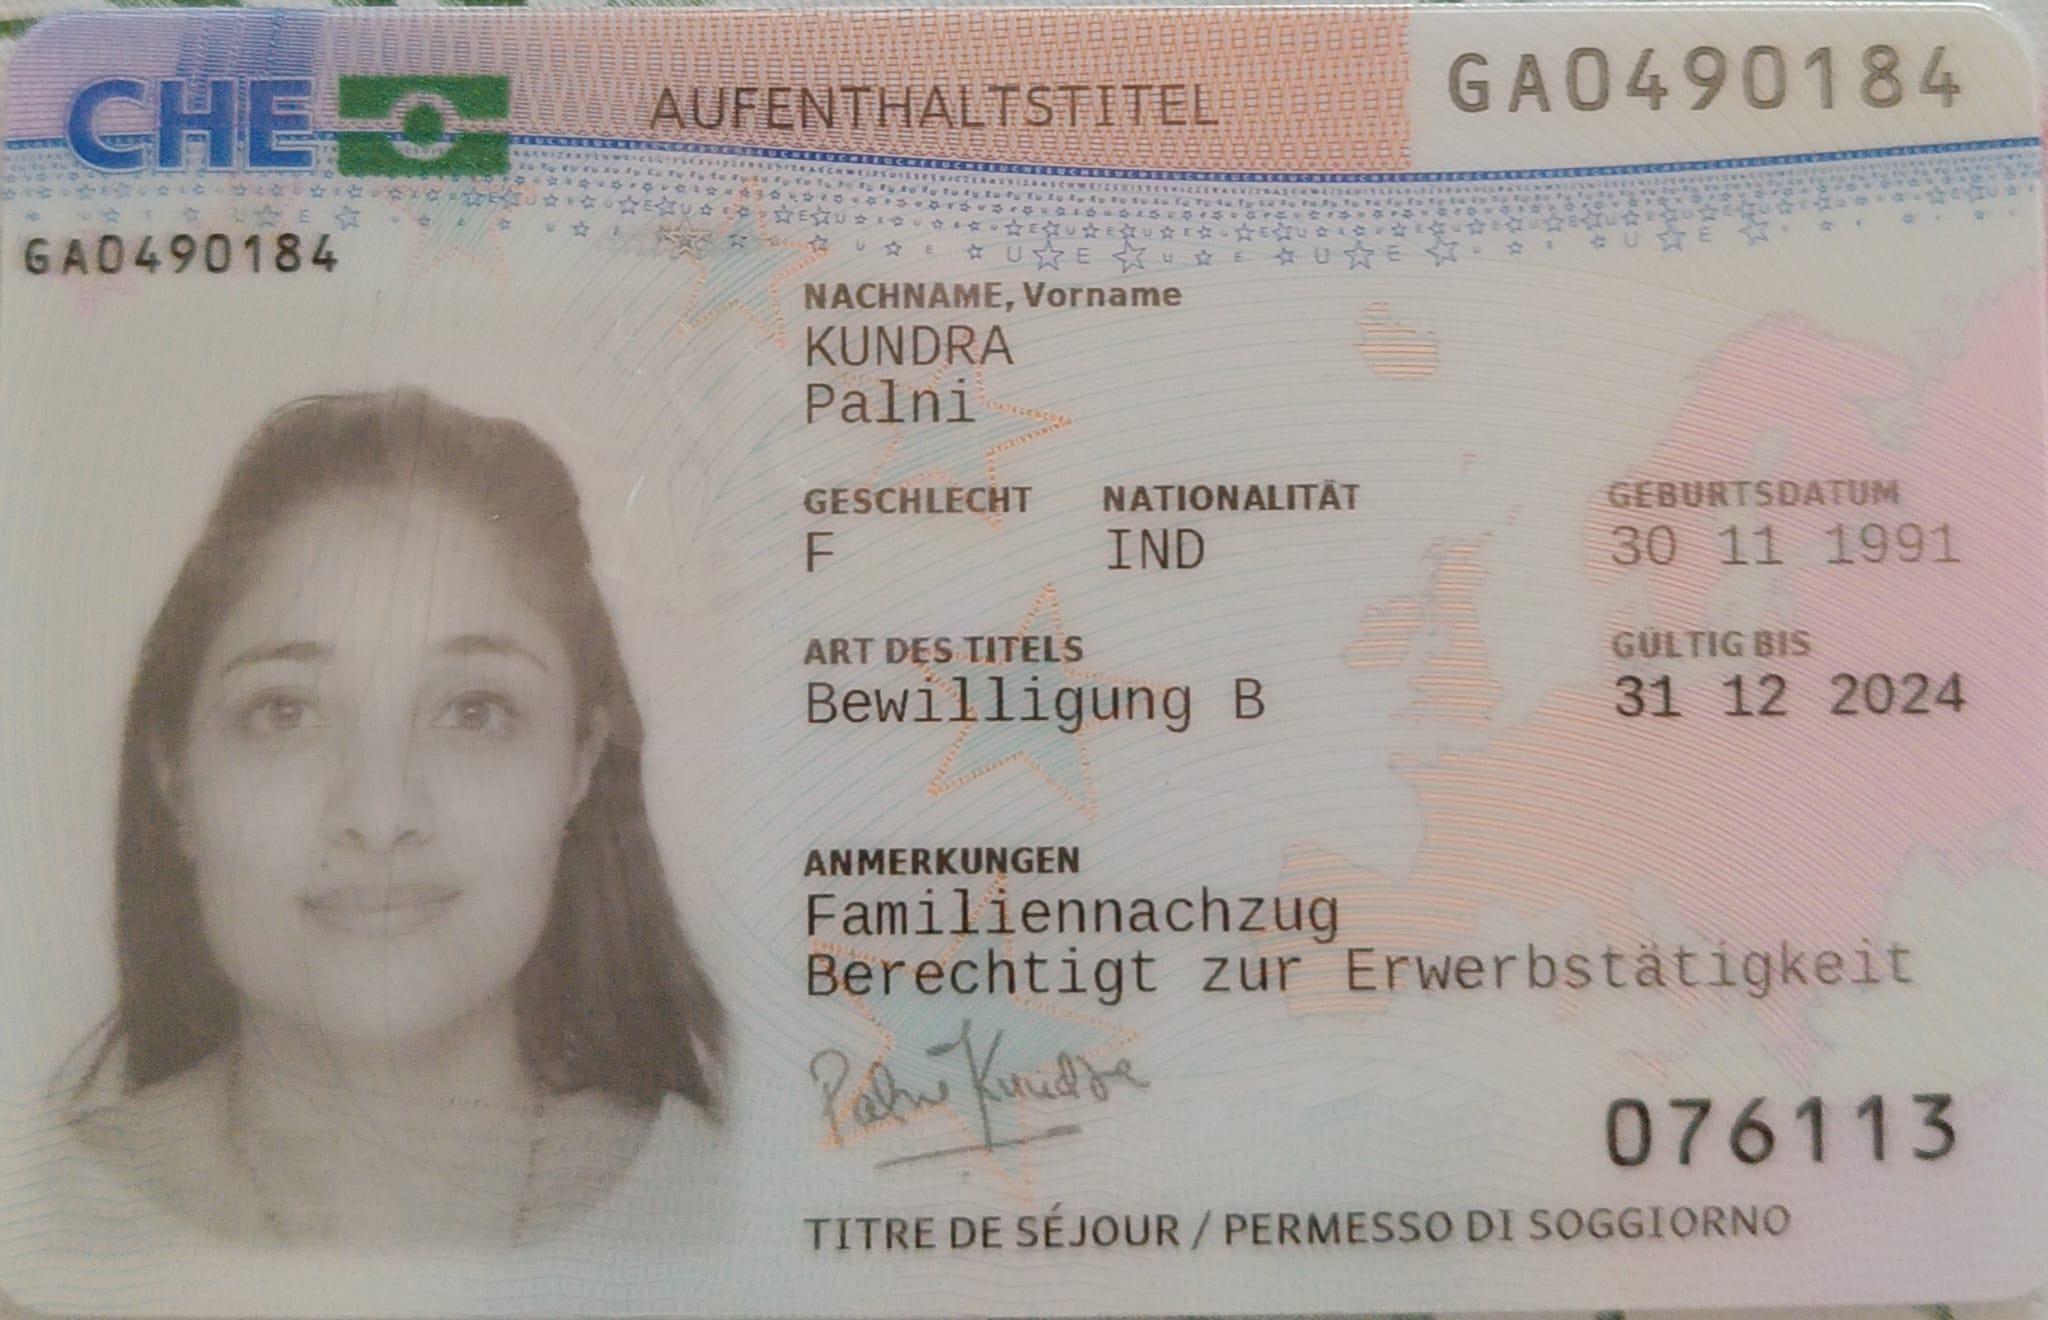 CHE
AUFENTHALTSTITEL
GA0490184
GA0490184
NACHNAME, Vorname
KUNDRA
Palni
GESCHLECHT NATIONALITÄT GEBURTSDATUM
F IND 30 11 1991
ART DES TITELS GÜLTIG BIS
Bewilligung B 31 12 2024
ANMERKUNGEN
Familiennachzug
Berechtigt zur Erwerbstätigkeit
Palni Kundra
076113
TITRE DE SÉJOUR / PERMESSO DI SOGGIORNO